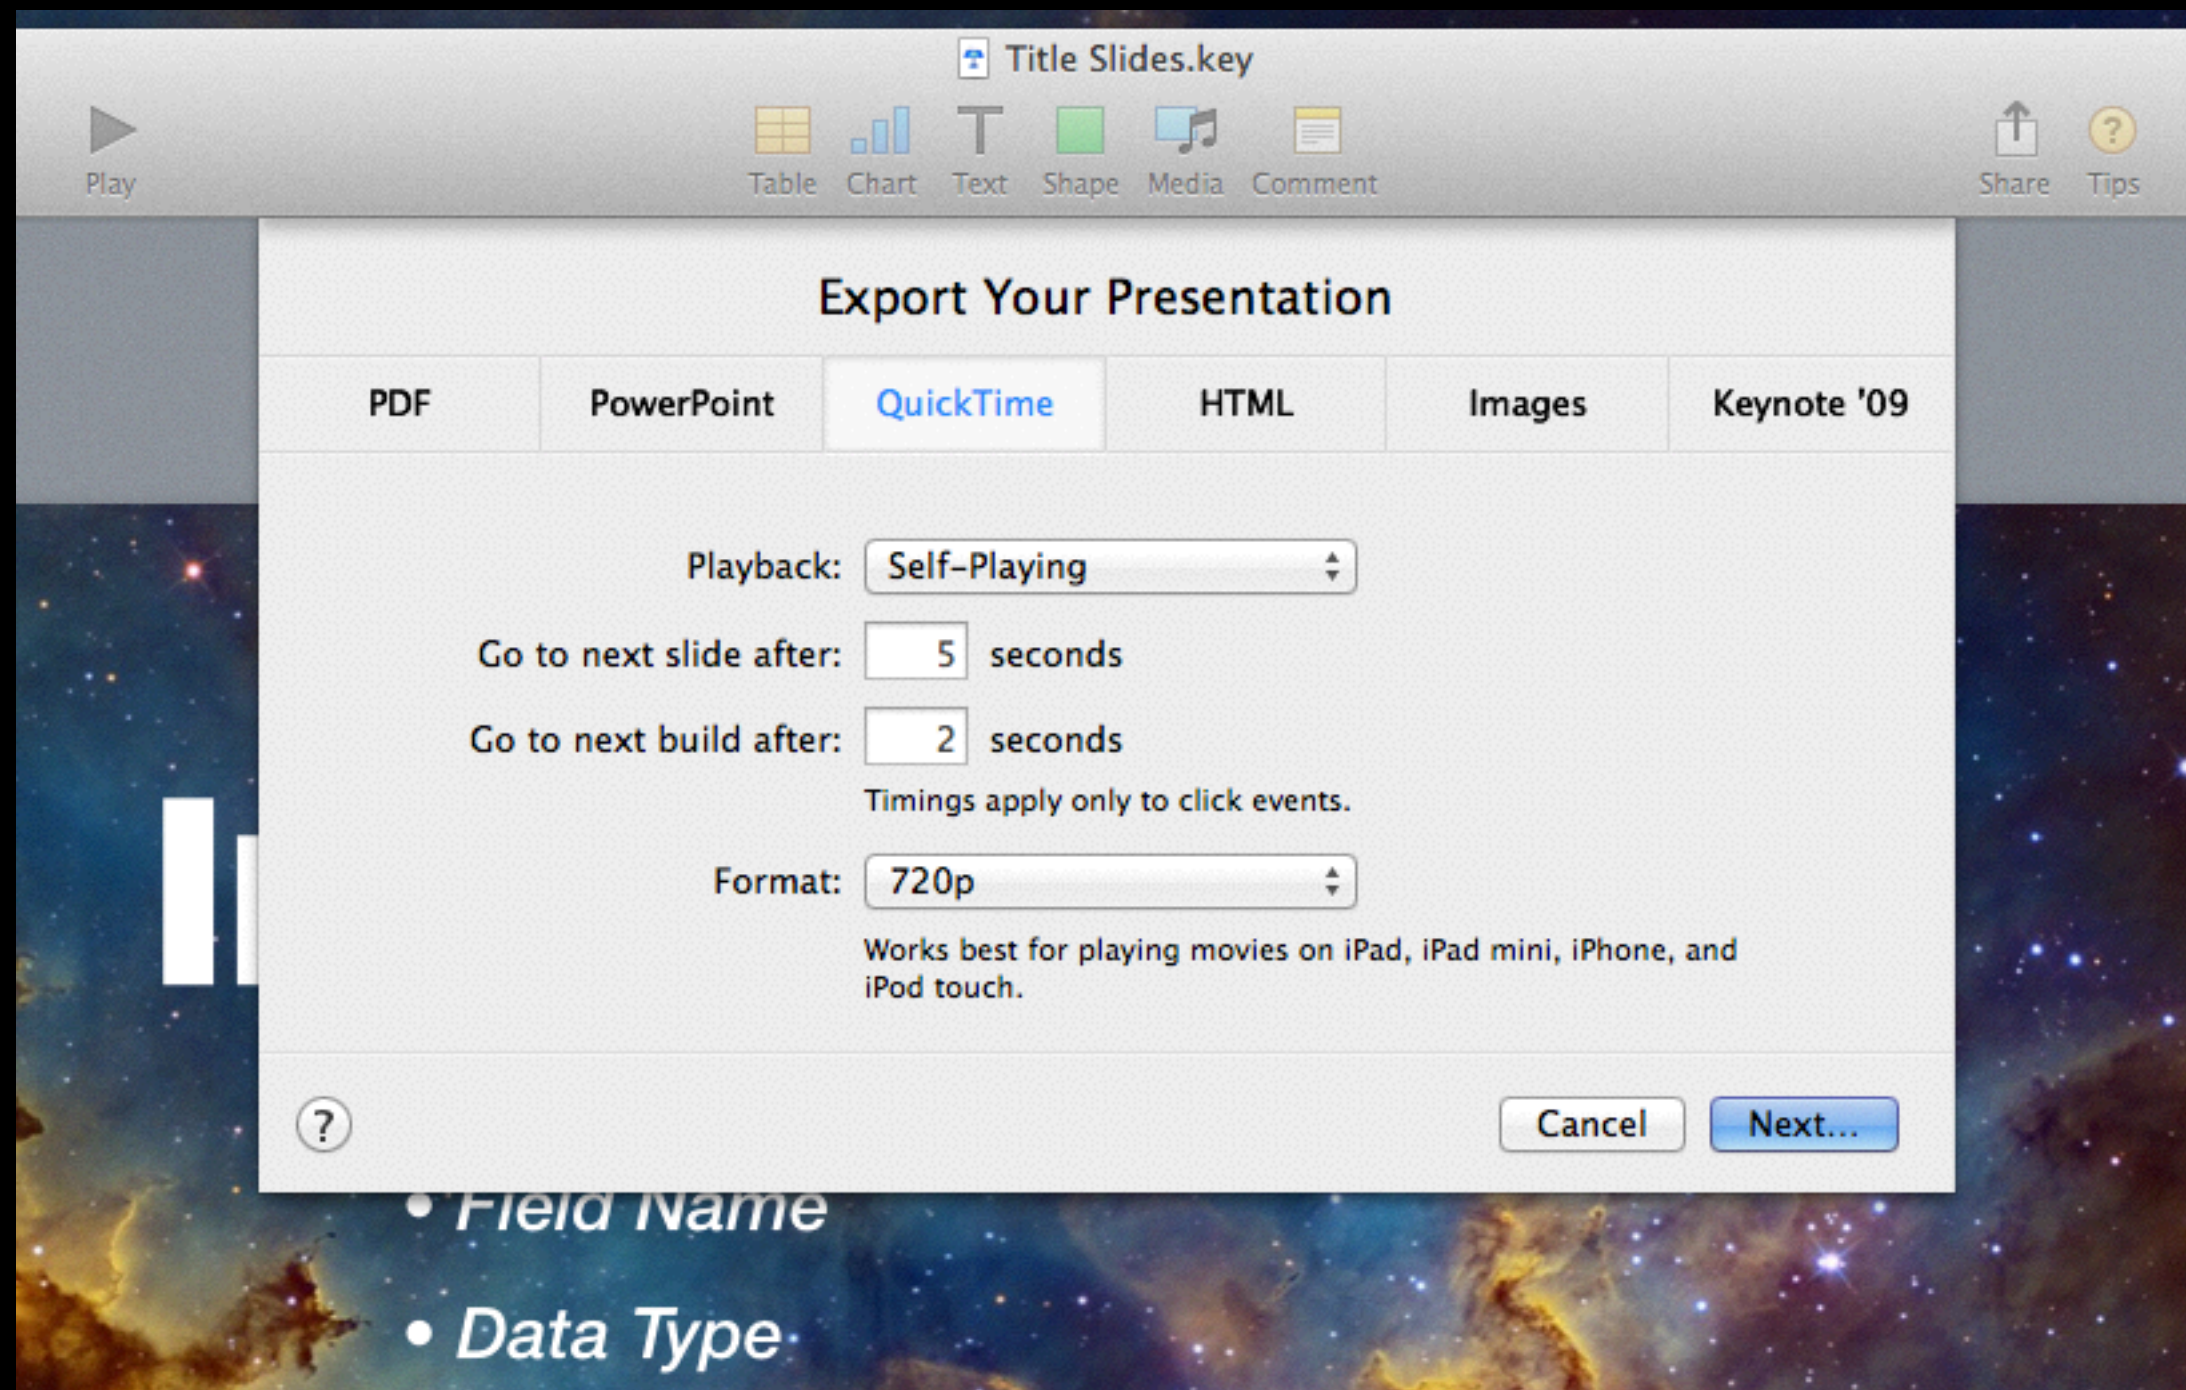 Title Slides.key
Play Table Chart Text Shape Media Comment Share Tips
Export Your Presentation
PDF PowerPoint QuickTime HTML Images Keynote '09
Playback: Self-Playing
Go to next slide after: 5 seconds
Go to next build after: 2 seconds
Timings apply only to click events.
Format: 720p
Works best for playing movies on iPad, iPad mini, iPhone, and
iPod touch.
? Cancel Next...
• Field Name
• Data Type